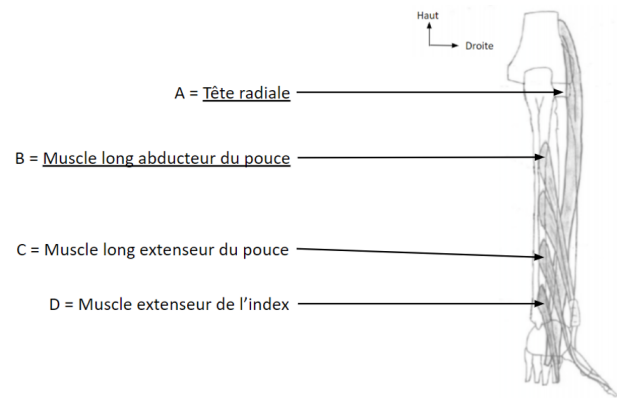 Haut
Droite
A = Tête radiale
B = Muscle long abducteur du pouce
C = Muscle long extenseur du pouce
D = Muscle extenseur de l’index